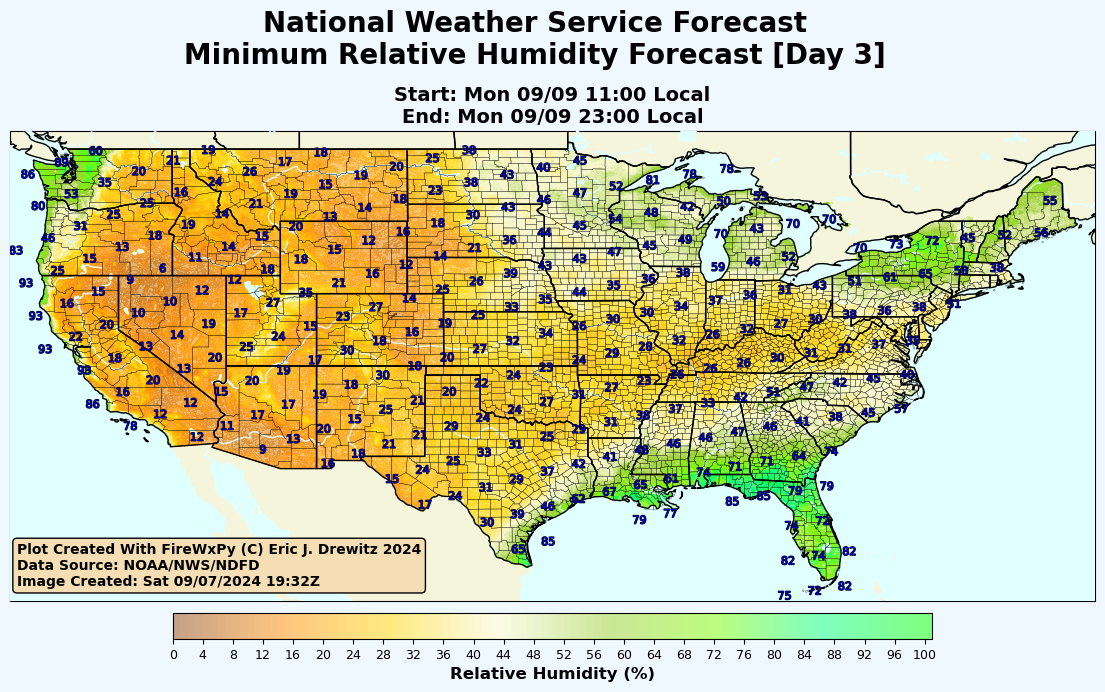 National Weather Service Forecast
Minimum Relative Humidity Forecast [Day 3]
Start: Mon 09/09 11:00 Local
End: Mon 09/09 23:00 Local
60 19 17 18 20 25 38 45
86 89 21 26 40 78 78
20 24 15 19 43 81
53 35 16 19 23 38 47 52 50 53
80 25 25 14 21 13 14 18 46 48 42 55
31 18 19 20 16 18 30 43 45 54 70 43 70 70
46 13 14 15 15 12 21 36 44 47 45 49 70 73 72 45 52 56
83 15 11 18 14 43 43 59 46 52
93 25 6 9 12 18 16 12 26 39 35 36 38 51 61 65 58 38
15 12 27 35 21 25 44 37 36 31 43
93 16 10 10 17 27 14 33 35 30 34 38 36 38 41
20 19 15 23 16 19 25 34 26 30 32 27 30
93 22 13 14 25 24 30 18 27 32 29 28 32 26 31 31 37 35
93 18 13 20 19 17 18 20 24 29 24 26 26 26 30
86 16 20 12 15 20 17 19 18 30 22 27 23 42 51 47 42 45 40
78 12 11 17 20 15 25 21 20 24 27 31 27 37 33 41 38 45 37
12 9 13 18 21 21 29 24 25 29 31 38 46 46 47 46 74
16 15 24 25 33 31 37 42 41 48 74 71 71 64
17 24 31 29 46 62 67 65 61 85 85 79 79
30 39 85 79 77 74 72
65 82 74 82
75 72 82
Plot Created With FireWxPy (C) Eric J. Drewitz 2024
Data Source: NOAA/NWS/NDFD
Image Created: Sat 09/07/2024 19:32Z
0 4 8 12 16 20 24 28 32 36 40 44 48 52 56 60 64 68 72 76 80 84 88 92 96 100
Relative Humidity (%)